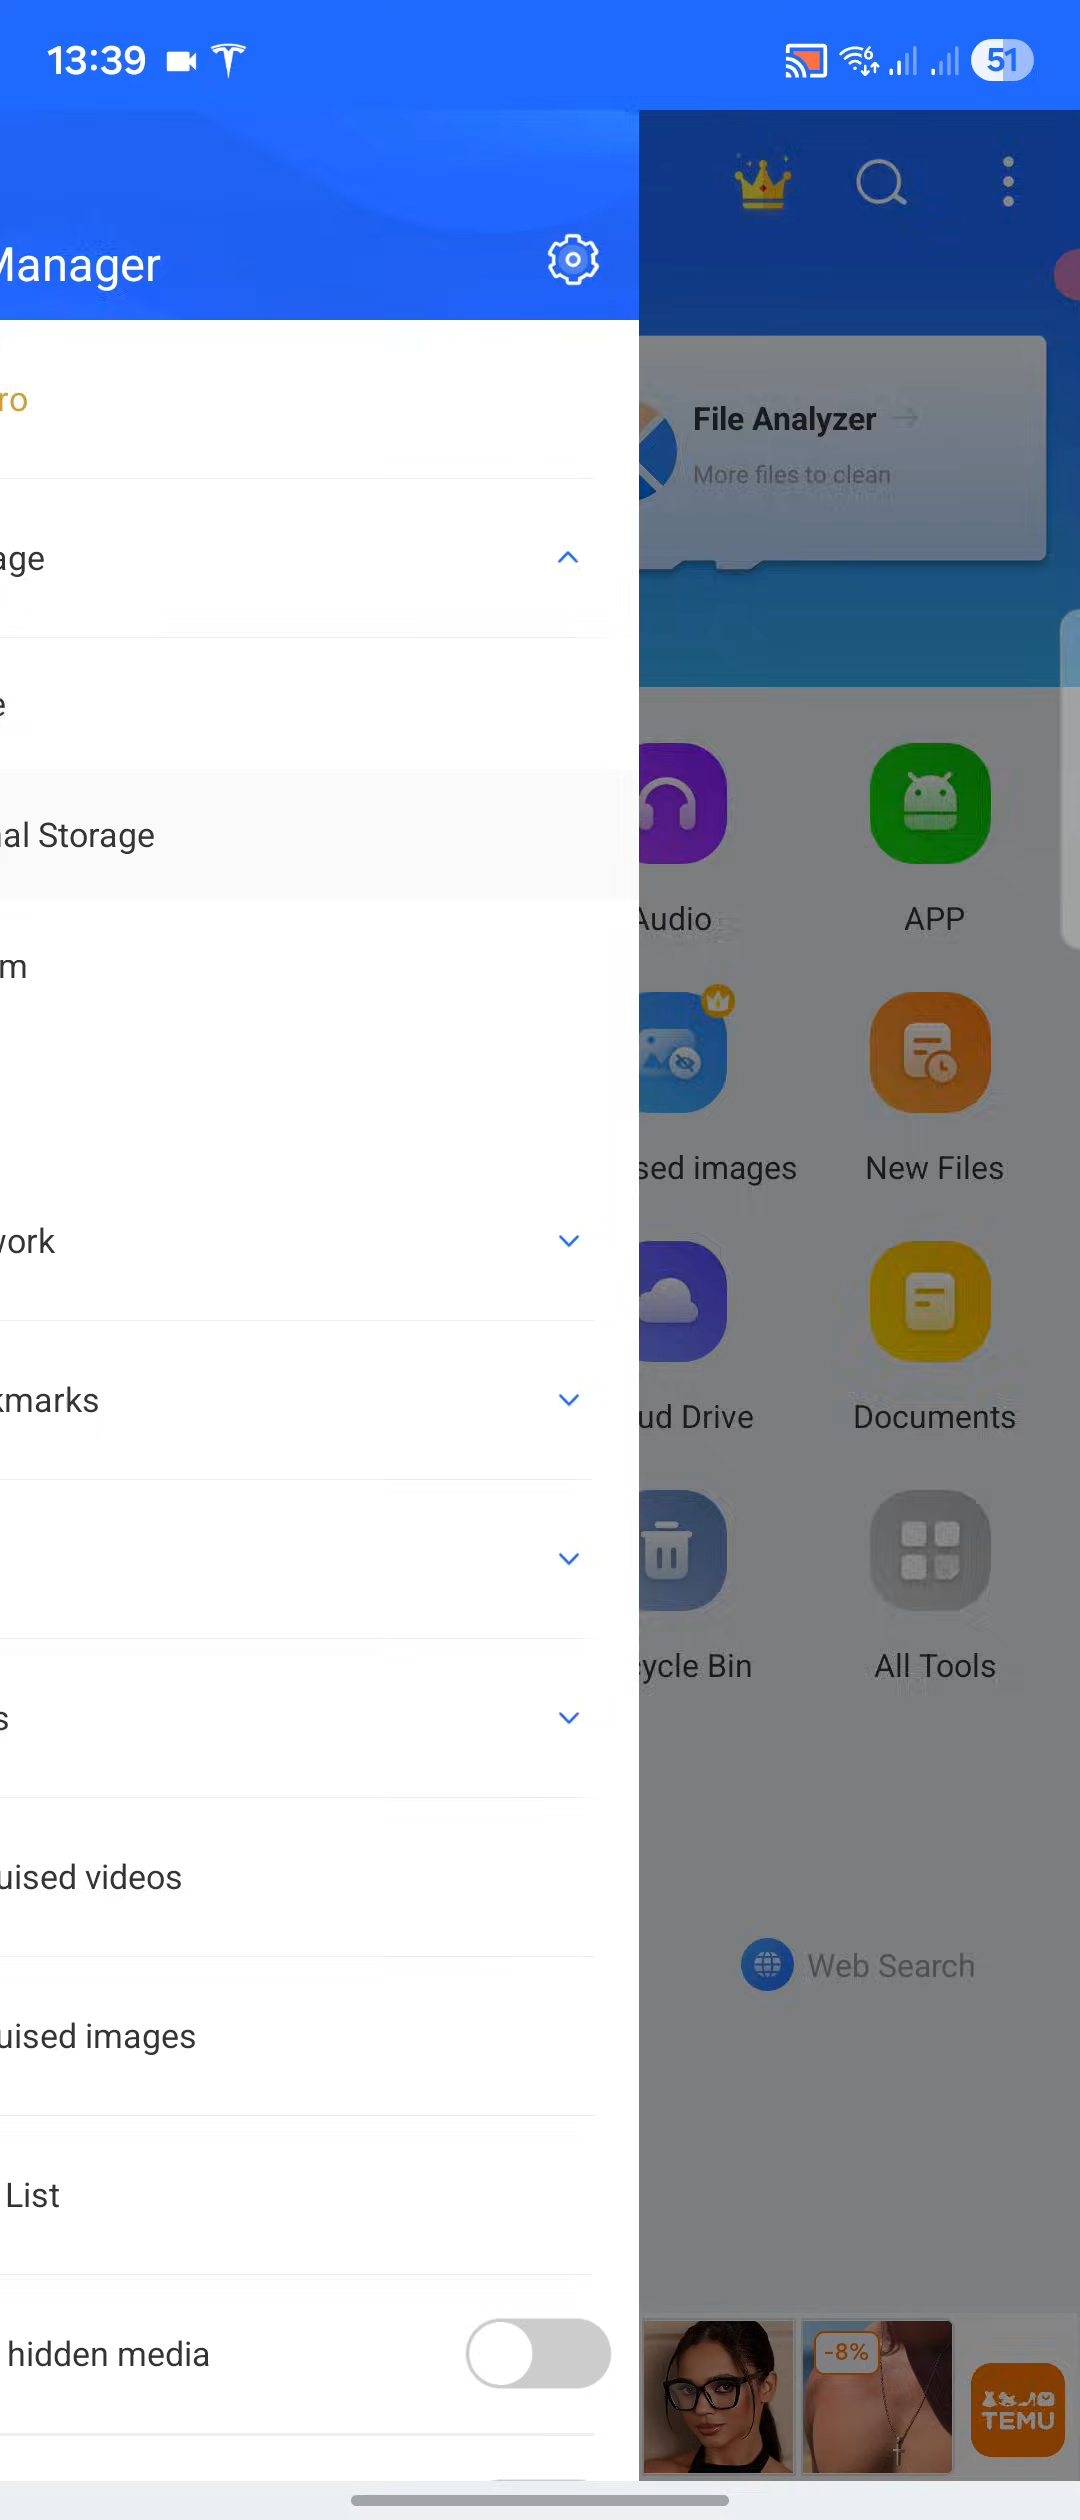 13:39
6
51
Manager
ro
age
e
al Storage
m
work
kmarks
s
uised videos
uised images
List
hidden media
File Analyzer
More files to clean
Audio
APP
sed images
New Files
ud Drive
Documents
ycle Bin
All Tools
Web Search
-8%
TEMU